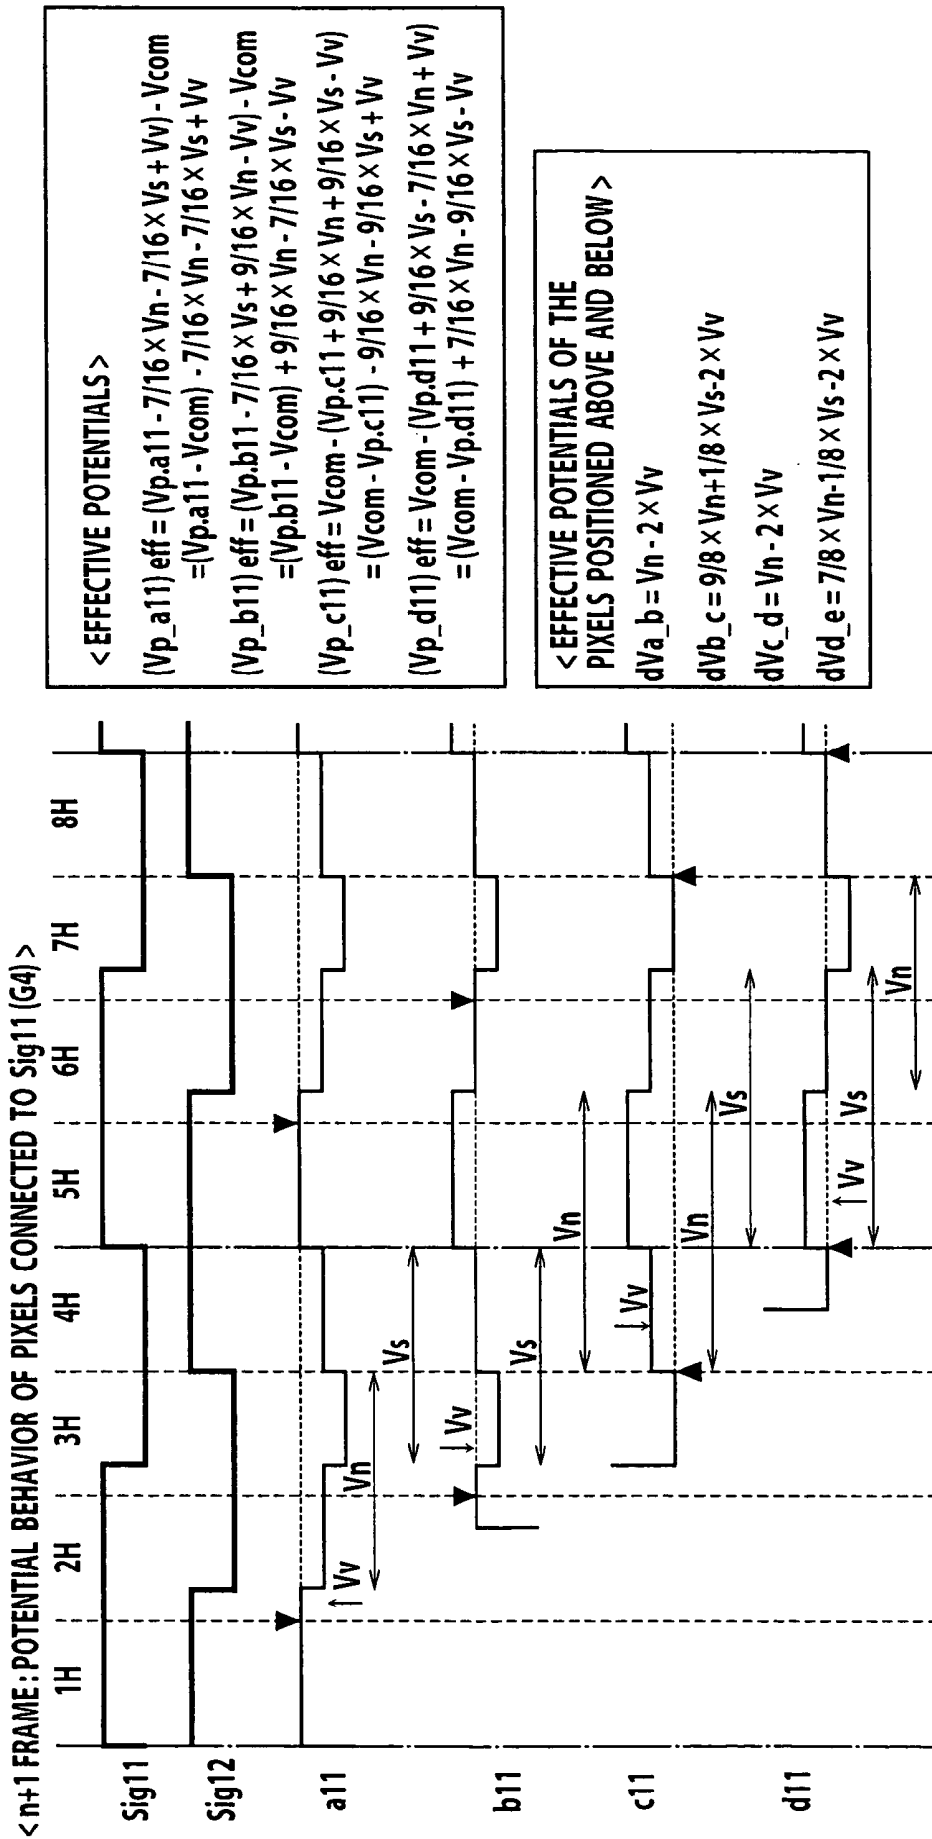 < n+1 FRAME : POTENTIAL BEHAVIOR OF PIXELS CONNECTED TO Sig11 (G4) >
1H 2H 3H 4H 5H 6H 7H 8H
Sig11
Sig12
a11
Vv
Vn
Vs
b11
Vv
Vs
Vn
c11
Vv
Vn
Vs
d11
Vv
Vs
Vn
< EFFECTIVE POTENTIALS >
(Vp_a11) eff = (Vp.a11 - 7/16 × Vn - 7/16 × Vs + Vv) - Vcom
=(Vp.a11 - Vcom) - 7/16 × Vn - 7/16 × Vs + Vv
(Vp_b11) eff = (Vp.b11 - 7/16 × Vs + 9/16 × Vn - Vv) - Vcom
=(Vp.b11 - Vcom) + 9/16 × Vn - 7/16 × Vs - Vv
(Vp_c11) eff = Vcom - (Vp.c11 + 9/16 × Vn + 9/16 × Vs - Vv)
= (Vcom - Vp.c11) - 9/16 × Vn - 9/16 × Vs + Vv
(Vp_d11) eff = Vcom - (Vp.d11 + 9/16 × Vs - 7/16 × Vn + Vv)
= (Vcom - Vp.d11) + 7/16 × Vn - 9/16 × Vs - Vv
< EFFECTIVE POTENTIALS OF THE
PIXELS POSITIONED ABOVE AND BELOW >
dVa_b = Vn - 2 × Vv
dVb_c = 9/8 × Vn+1/8 × Vs-2 × Vv
dVc_d = Vn - 2 × Vv
dVd_e = 7/8 × Vn-1/8 × Vs-2 × Vv